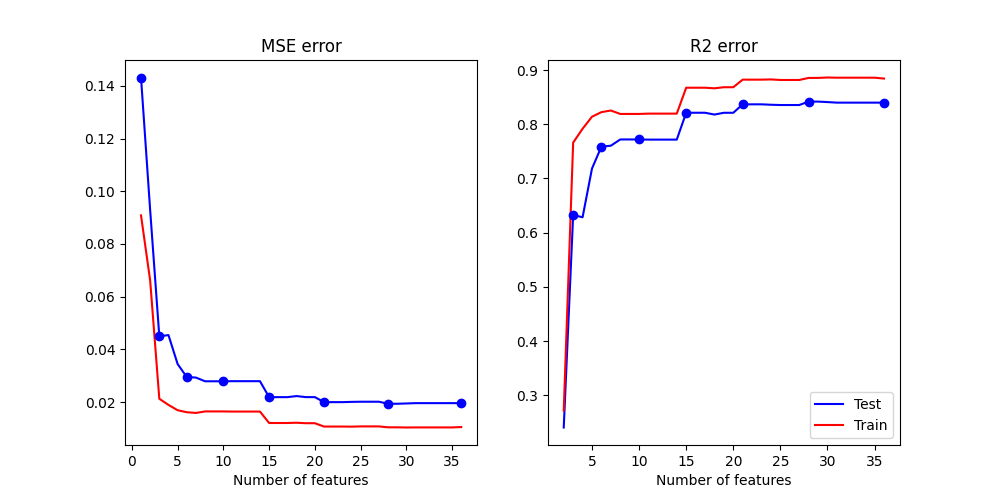 MSE error
0.14
0.12
0.10
0.08
0.06
0.04
0.02
0 5 10 15 20 25 30 35
Number of features
R2 error
0.9
0.8
0.7
0.6
0.5
0.4
0.3
5 10 15 20 25 30 35
Number of features
Test
Train